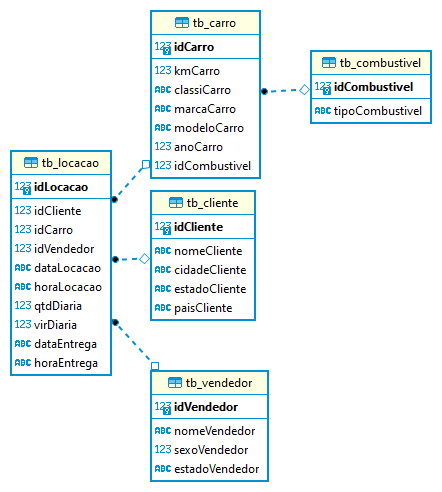 tb_carro
123 idCarro
123 kmCarro
ABC classiCarro
ABC marcaCarro
ABC modeloCarro
123 anoCarro
123 idCombustivel
tb_combustivel
123 idCombustivel
ABC tipoCombustivel
tb_locacao
123 idLocacao
123 idCliente
123 idCarro
123 idVendedor
ABC dataLocacao
ABC horaLocacao
123 qtdDiaria
123 virDiaria
ABC dataEntrega
ABC horaEntrega
tb_cliente
123 idCliente
ABC nomeCliente
ABC cidadeCliente
ABC estadoCliente
ABC paisCliente
tb_vendedor
123 idVendedor
ABC nomeVendedor
123 sexoVendedor
ABC estadoVendedor